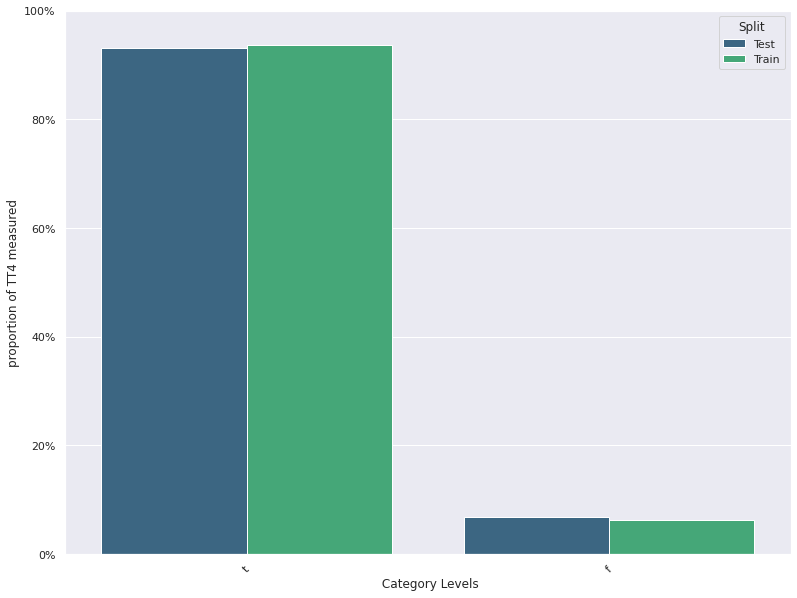 100%
80%
60%
40%
20%
0%
proportion of TT4 measured
t
f
Category Levels
Split
Test
Train